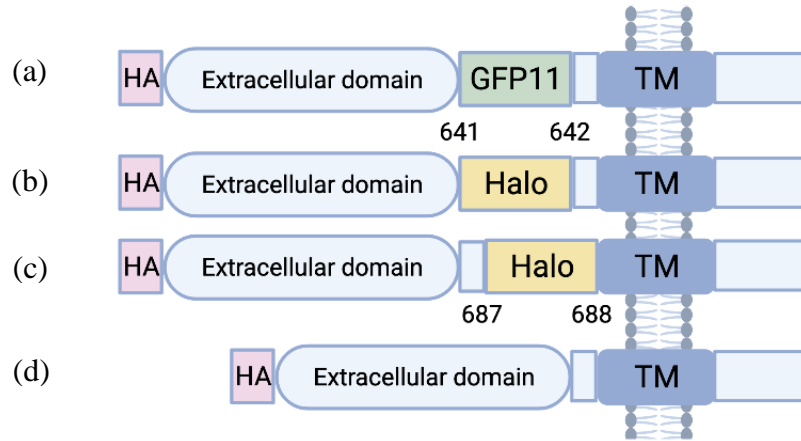 (a) HA Extracellular domain GFP11 TM
641 642
(b) HA Extracellular domain Halo TM
(c) HA Extracellular domain Halo TM
687 688
(d) HA Extracellular domain TM